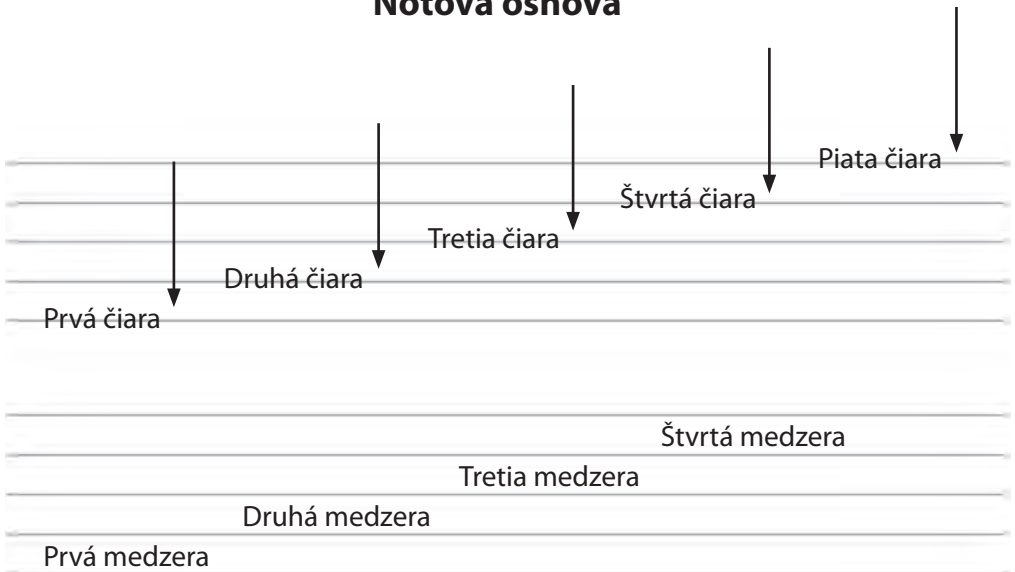 Notová osnova
Piata čiara
Štvrtá čiara
Tretia čiara
Druhá čiara
Prvá čiara
Štvrtá medzera
Tretia medzera
Druhá medzera
Prvá medzera